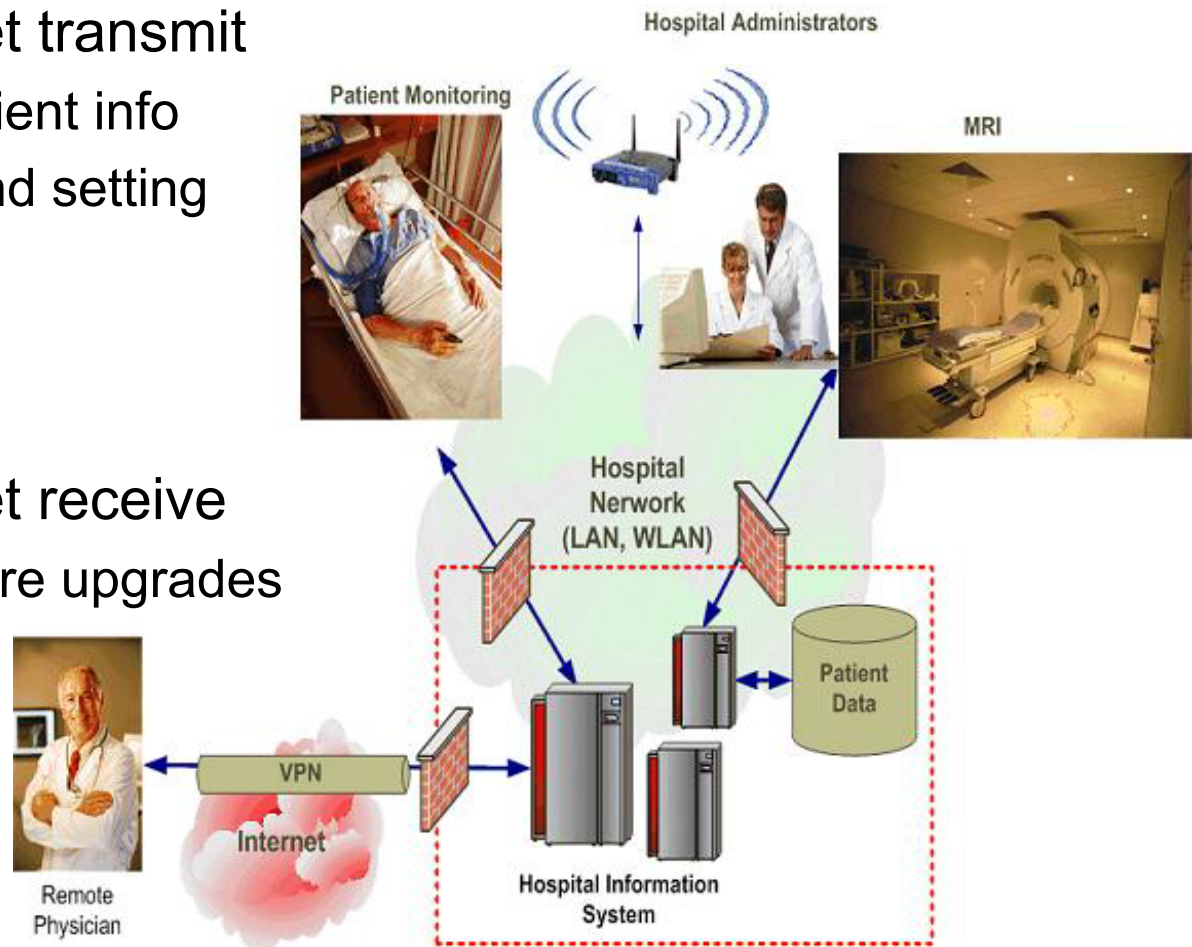 et transmit
ient info
nd setting
et receive
re upgrades
Hospital Administrators
Patient Monitoring
MRI
Hospital
Nerwork
(LAN, WLAN)
Patient
Data
VPN
Internet
Hospital Information
System
Remote
Physician